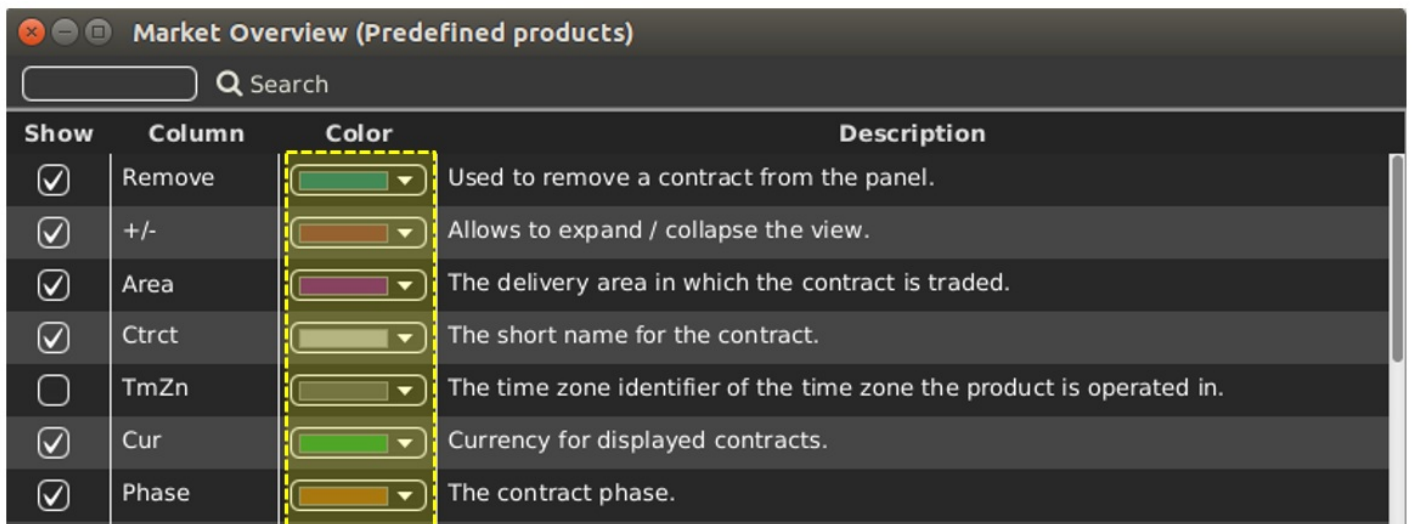 Market Overview (Predefined products)
Search
Show Column Color Description
Remove Used to remove a contract from the panel.
+/- Allows to expand / collapse the view.
Area The delivery area in which the contract is traded.
Ctrct The short name for the contract.
TmZn The time zone identifier of the time zone the product is operated in.
Cur Currency for displayed contracts.
Phase The contract phase.